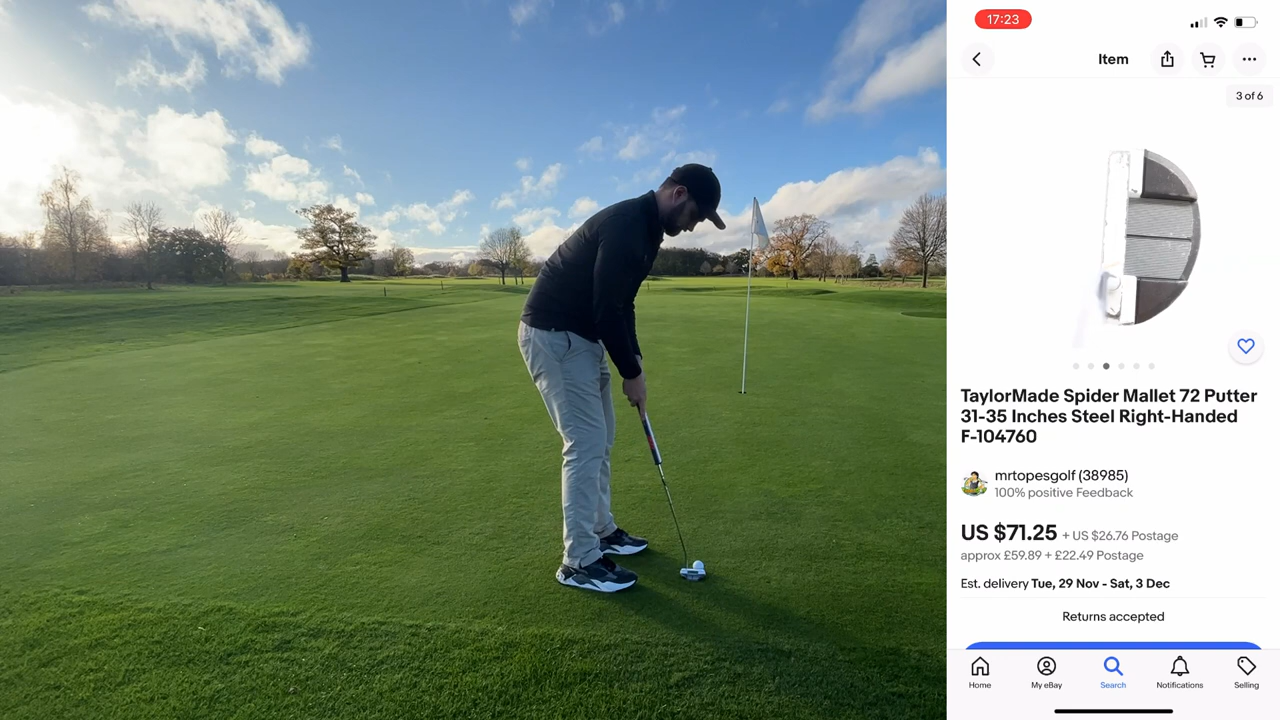 17:23
Item
3 of 6
TaylorMade Spider Mallet 72 Putter
31-35 Inches Steel Right-Handed
F-104760
mrtopesgolf (38985)
100% positive Feedback
US $71.25 + US $26.76 Postage
approx £59.89 + £22.49 Postage
Est. delivery Tue, 29 Nov - Sat, 3 Dec
Returns accepted
Home
My eBay
Search
Notifications
Selling